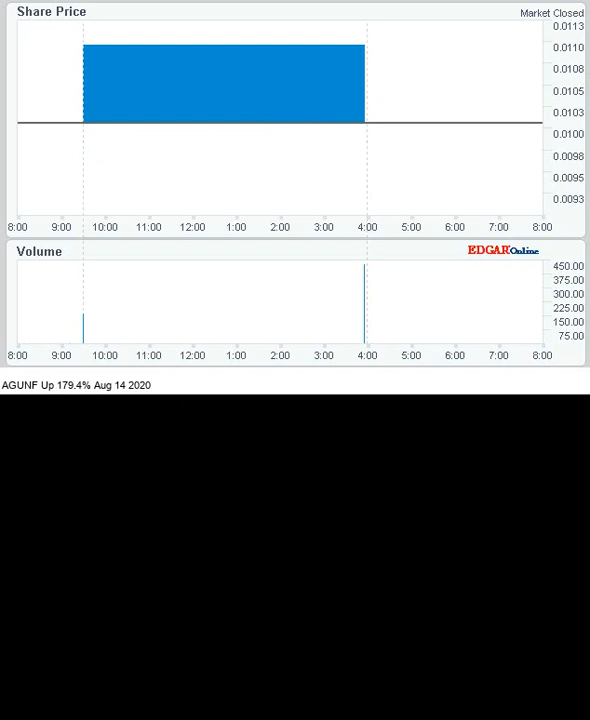 Share Price
Market Closed
0.0113
0.0110
0.0108
0.0105
0.0103
0.0100
0.0098
0.0095
0.0093
8:00 9:00 10:00 11:00 12:00 1:00 2:00 3:00 4:00 5:00 6:00 7:00 8:00
Volume
EDGAR Online
450.00
375.00
300.00
225.00
150.00
75.00
8:00 9:00 10:00 11:00 12:00 1:00 2:00 3:00 4:00 5:00 6:00 7:00 8:00
AGUNF Up 179.4% Aug 14 2020